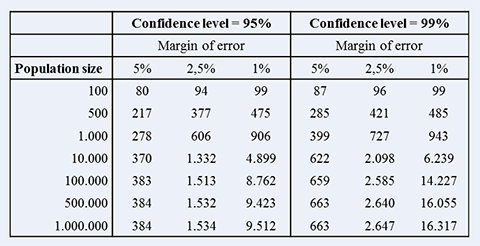 Confidence level = 95% Confidence level = 99%
Margin of error Margin of error
Population size 5% 2,5% 1% 5% 2,5% 1%
100 80 94 99 87 96 99
500 217 377 475 285 421 485
1.000 278 606 906 399 727 943
10.000 370 1.332 4.899 622 2.098 6.239
100.000 383 1.513 8.762 659 2.585 14.227
500.000 384 1.532 9.423 663 2.640 16.055
1.000.000 384 1.534 9.512 663 2.647 16.317